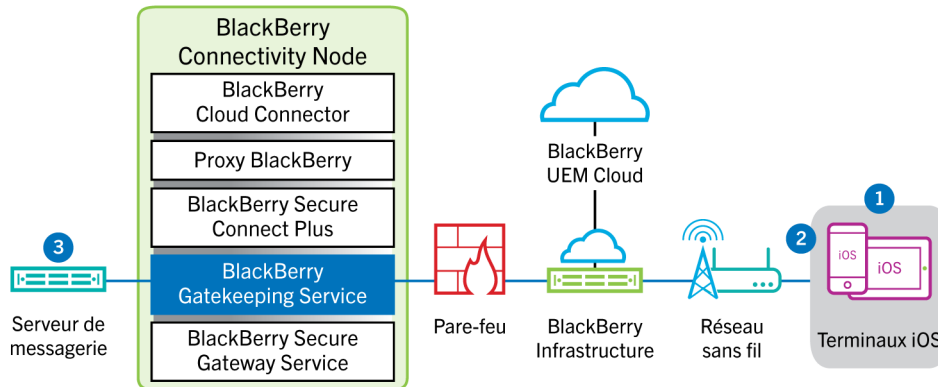 BlackBerry
Connectivity Node
BlackBerry
Cloud Connector
Proxy BlackBerry
BlackBerry Secure
Connect Plus
BlackBerry
Gatekeeping Service
BlackBerry Secure
Gateway Service
3
Serveur de
messagerie
Pare-feu
BlackBerry
UEM Cloud
BlackBerry
Infrastructure
Réseau
sans fil
2
1
iOS
iOS
Terminaux iOS